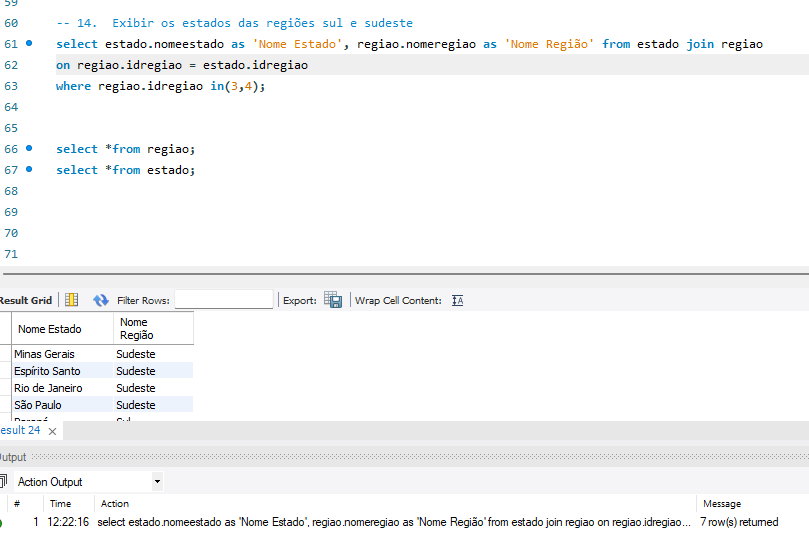 59
60 -- 14.  Exibir os estados das regiões sul e sudeste
61 select estado.nomeestado as 'Nome Estado', regiao.nomeregiao as 'Nome Região' from estado join regiao
62 on regiao.idregiao = estado.idregiao
63 where regiao.idregiao in(3,4);
64
65
66 select *from regiao;
67 select *from estado;
68
69
70
71
Result Grid Filter Rows: Export: Wrap Cell Content:
Nome Estado Nome Região
Minas Gerais Sudeste
Espírito Santo Sudeste
Rio de Janeiro Sudeste
São Paulo Sudeste
Paraná Sul
esult 24
utput
Action Output
# Time Action Message
1 12:22:16 select estado.nomeestado as 'Nome Estado', regiao.nomeregiao as 'Nome Região' from estado join regiao on regiao.idregiao... 7 row(s) returned